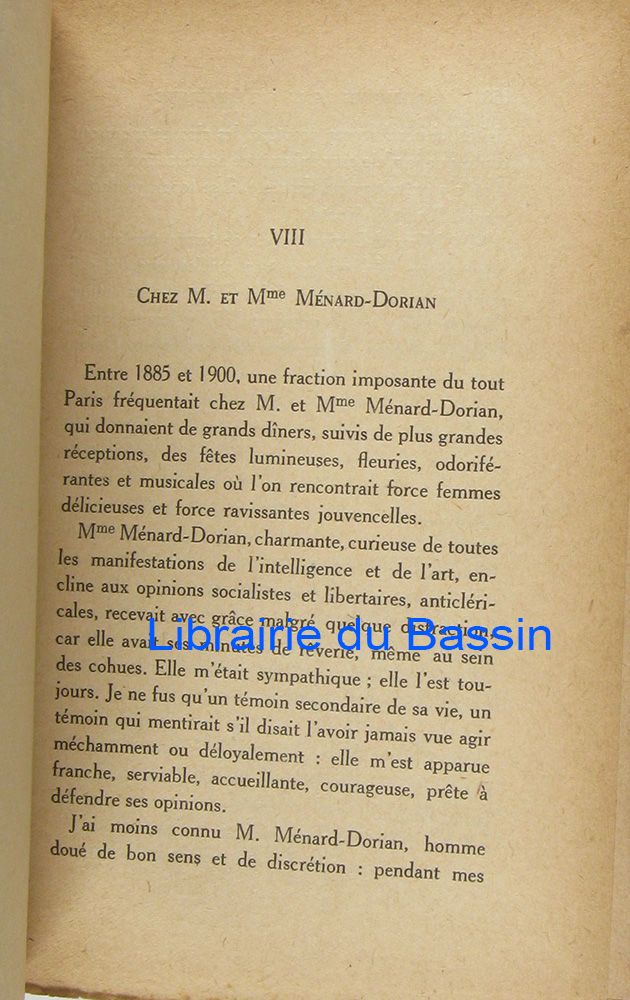 VIII
CHEZ M. ET Mme MÉNARD-DORIAN
Entre 1885 et 1900, une fraction imposante du tout
Paris fréquentait chez M. et Mme Ménard-Dorian,
qui donnaient de grands dîners, suivis de plus grandes
réceptions, des fêtes lumineuses, fleuries, odorifé-
rantes et musicales où l'on rencontrait force femmes
délicieuses et force ravissantes jouvencelles.
Mme Ménard-Dorian, charmante, curieuse de toutes
les manifestations de l'intelligence et de l'art, en-
cline aux opinions socialistes et libertaires, anticléri-
cales, recevait avec grâce malgré quelque distraction,
Librairie du Bassin
car elle avait ses minutes de rêverie, même au sein
des cohues. Elle m'était sympathique ; elle l'est tou-
jours. Je ne fus qu'un témoin secondaire de sa vie, un
témoin qui mentirait s'il disait l'avoir jamais vue agir
méchamment ou déloyalement : elle m'est apparue
franche, serviable, accueillante, courageuse, prête à
défendre ses opinions.
J'ai moins connu M. Ménard-Dorian, homme
doué de bon sens et de discrétion : pendant mes